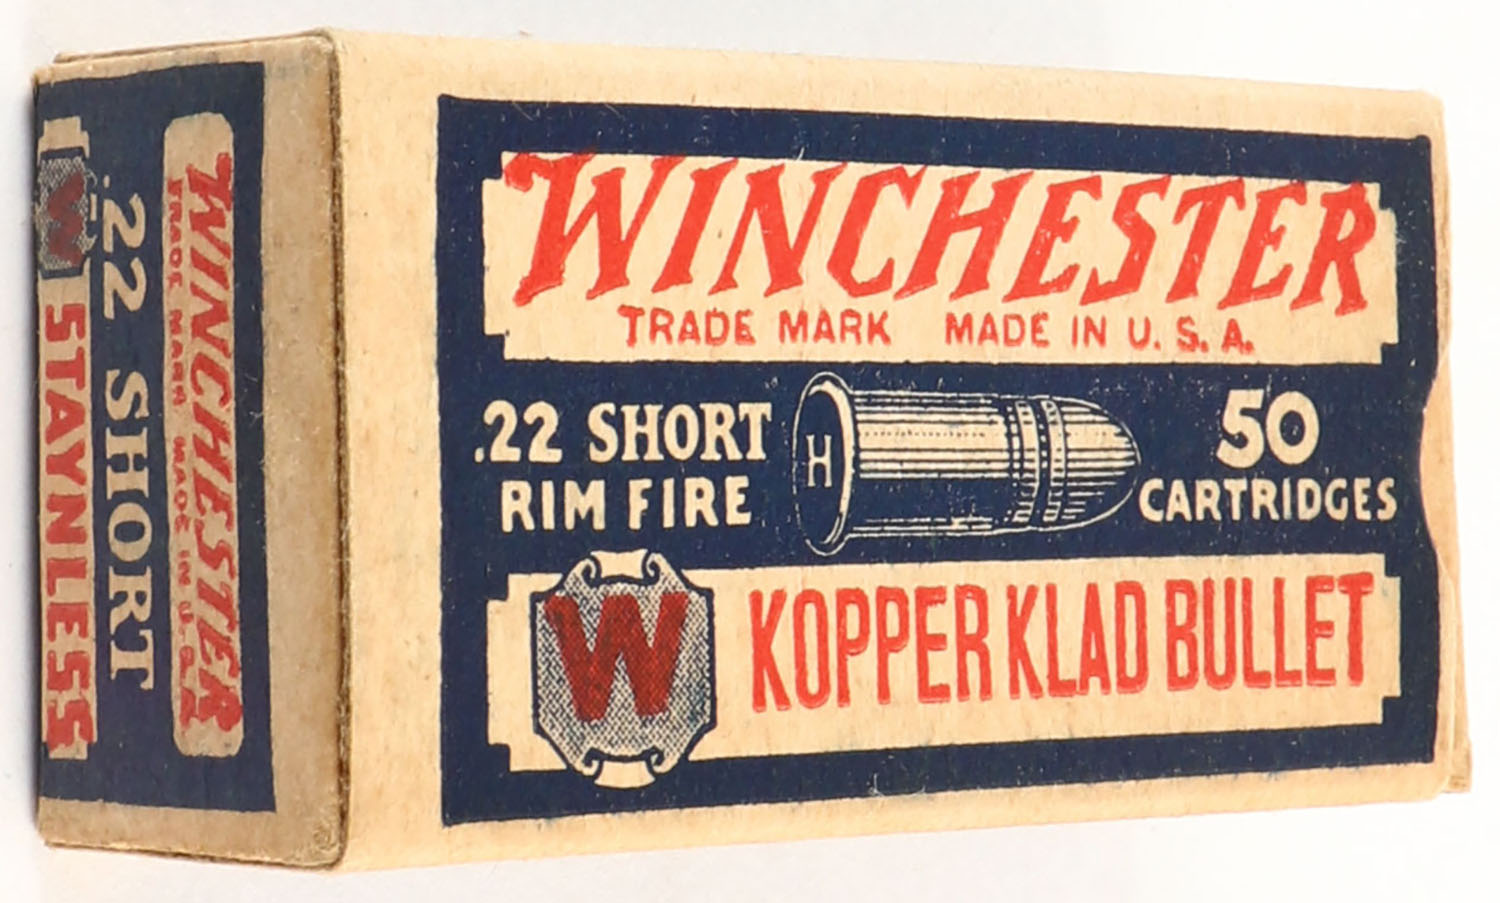 WINCHESTER
TRADE MARK MADE IN U. S. A.
.22 SHORT
RIM FIRE
H
50
CARTRIDGES
W
KOPPER KLAD BULLET
WINCHESTER
TRADE MARK MADE IN U.S.A.
.22 SHORT
W
STAYNLESS